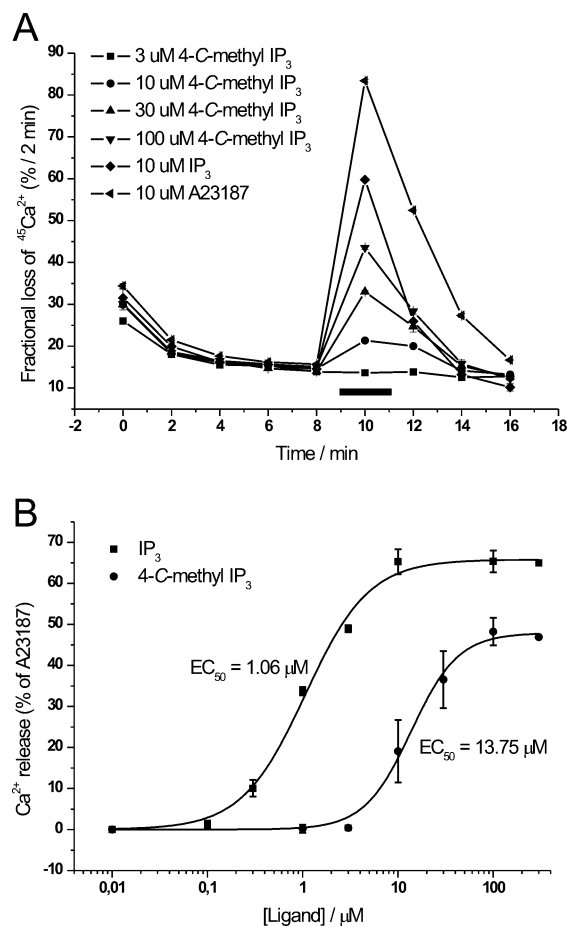 A
3 uM 4-C-methyl IP3
10 uM 4-C-methyl IP3
30 uM 4-C-methyl IP3
100 uM 4-C-methyl IP3
10 uM IP3
10 uM A23187
Fractional loss of 45Ca2+ (% / 2 min)
90
80
70
60
50
40
30
20
10
-2 0 2 4 6 8 10 12 14 16 18
Time / min
B
IP3
4-C-methyl IP3
Ca2+ release (% of A23187)
70
60
50
40
30
20
10
0
-10
EC50 = 1.06 µM
EC50 = 13.75 µM
0,01 0,1 1 10 100
[Ligand] / µM